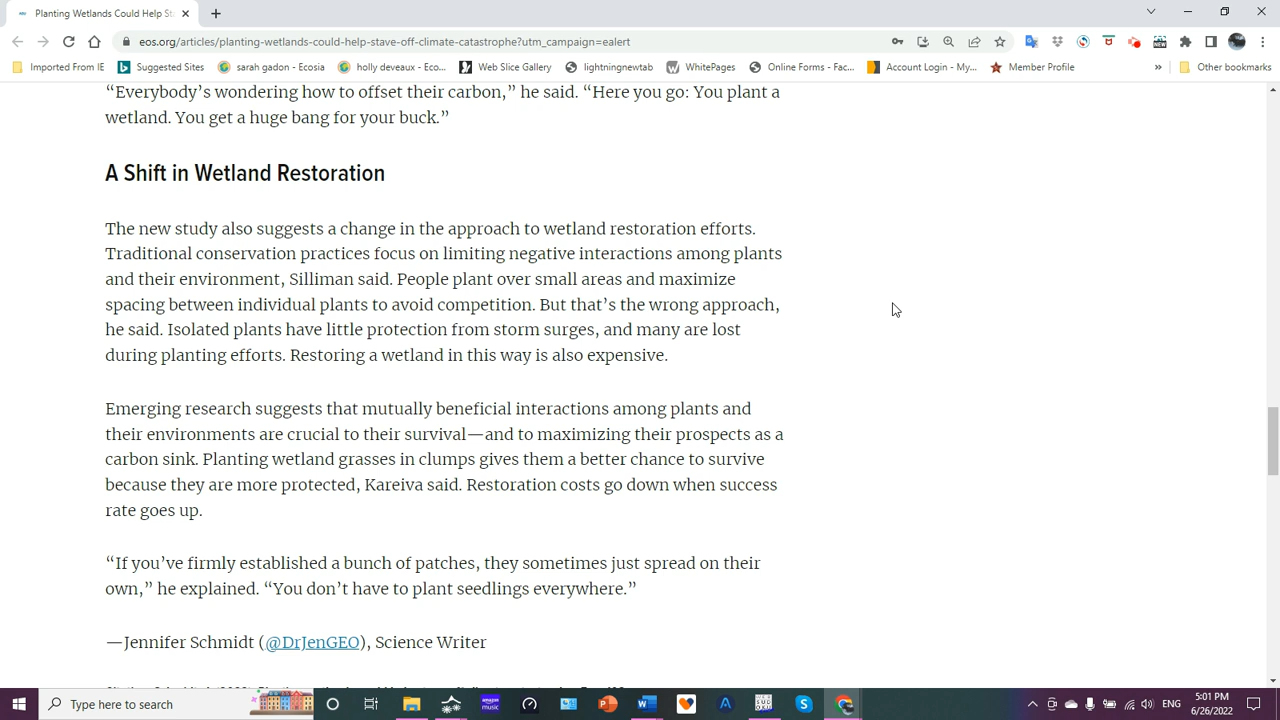 Planting Wetlands Could Help St
eos.org/articles/planting-wetlands-could-help-stave-off-climate-catastrophe?utm_campaign=ealert
Imported From IE
Suggested Sites
sarah gadon - Ecosia
holly deveaux - Eco...
Web Slice Gallery
lightningnewtab
WhitePages
Online Forms - Fac...
Account Login - My...
Member Profile
»
Other bookmarks
“Everybody’s wondering how to offset their carbon,” he said. “Here you go: You plant a
wetland. You get a huge bang for your buck.”
A Shift in Wetland Restoration
The new study also suggests a change in the approach to wetland restoration efforts.
Traditional conservation practices focus on limiting negative interactions among plants
and their environment, Silliman said. People plant over small areas and maximize
spacing between individual plants to avoid competition. But that’s the wrong approach,
he said. Isolated plants have little protection from storm surges, and many are lost
during planting efforts. Restoring a wetland in this way is also expensive.
Emerging research suggests that mutually beneficial interactions among plants and
their environments are crucial to their survival—and to maximizing their prospects as a
carbon sink. Planting wetland grasses in clumps gives them a better chance to survive
because they are more protected, Kareiva said. Restoration costs go down when success
rate goes up.
“If you’ve firmly established a bunch of patches, they sometimes just spread on their
own,” he explained. “You don’t have to plant seedlings everywhere.”
—Jennifer Schmidt (@DrJenGEO), Science Writer
Type here to search
ENG
5:01 PM
6/26/2022